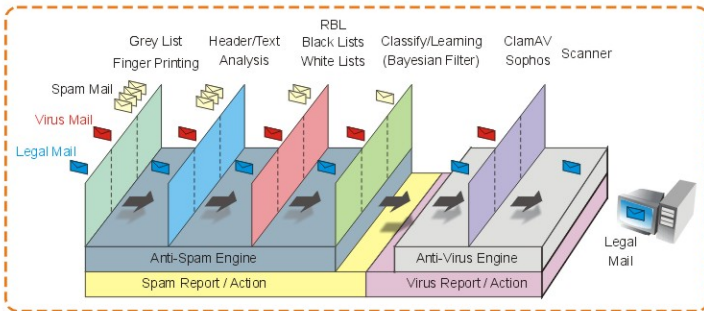 Grey List
Finger Printing
Header/Text
Analysis
RBL
Black Lists
White Lists
Classify/Learning
(Bayesian Filter)
ClamAV
Sophos
Scanner
Spam Mail
Virus Mail
Legal Mail
Legal
Mail
Anti-Spam Engine
Anti-Virus Engine
Spam Report / Action
Virus Report / Action